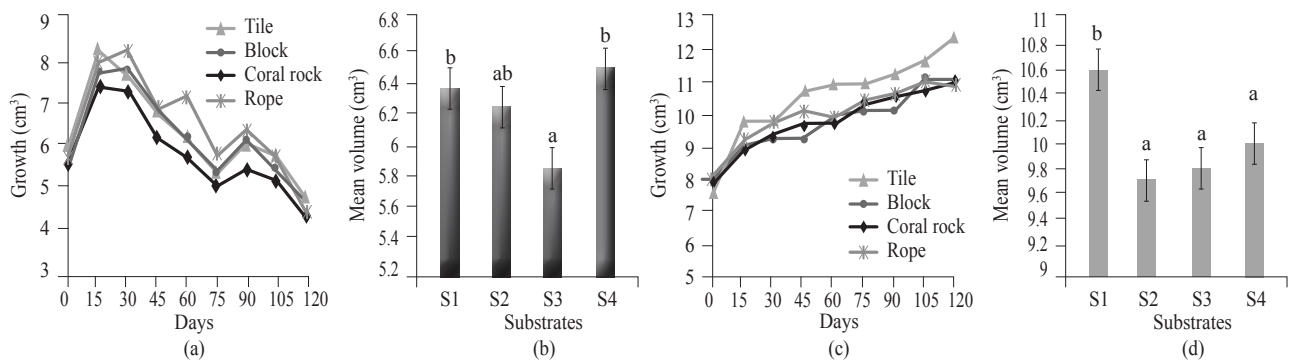 9
8
7
6
5
4
3
Growth (cm³)
0 15 30 45 60 75 90 105 120
Days
(a)
Tile
Block
Coral rock
Rope
6.8
6.6
6.4
6.2
6
5.8
5.6
5.4
5.2
Mean volume (cm³)
b
ab
a
b
S1 S2 S3 S4
Substrates
(b)
13
12
11
10
9
8
7
6
5
Growth (cm³)
0 15 30 45 60 75 90 105 120
Days
(c)
Tile
Block
Coral rock
Rope
11
10.8
10.6
10.4
10.2
10
9.8
9.6
9.4
9.2
9
Mean volume (cm³)
b
a
a
a
S1 S2 S3 S4
Substrates
(d)